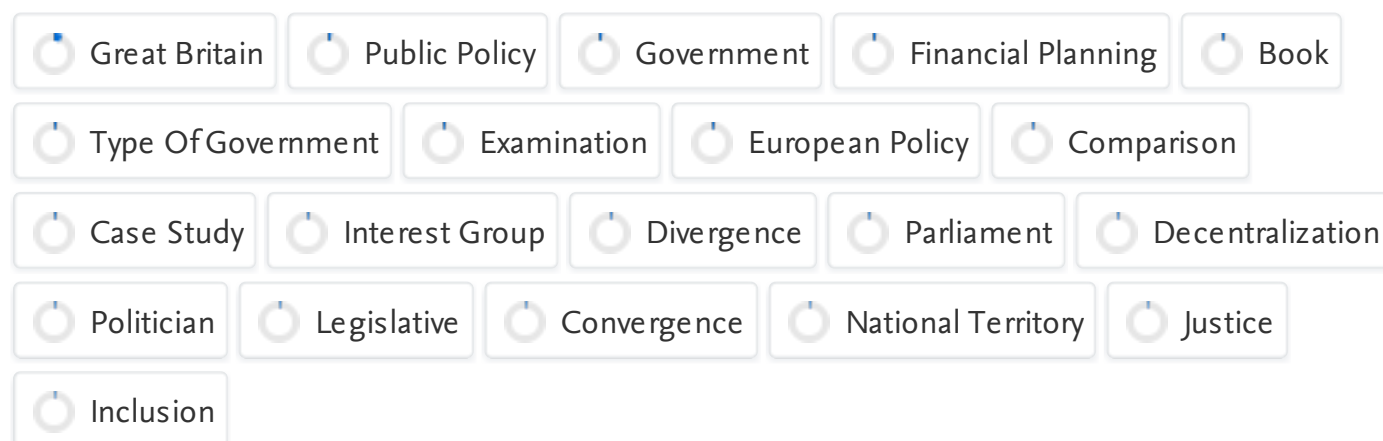 Great Britain Public Policy Government Financial Planning Book
Type Of Government Examination European Policy Comparison
Case Study Interest Group Divergence Parliament Decentralization
Politician Legislative Convergence National Territory Justice
Inclusion